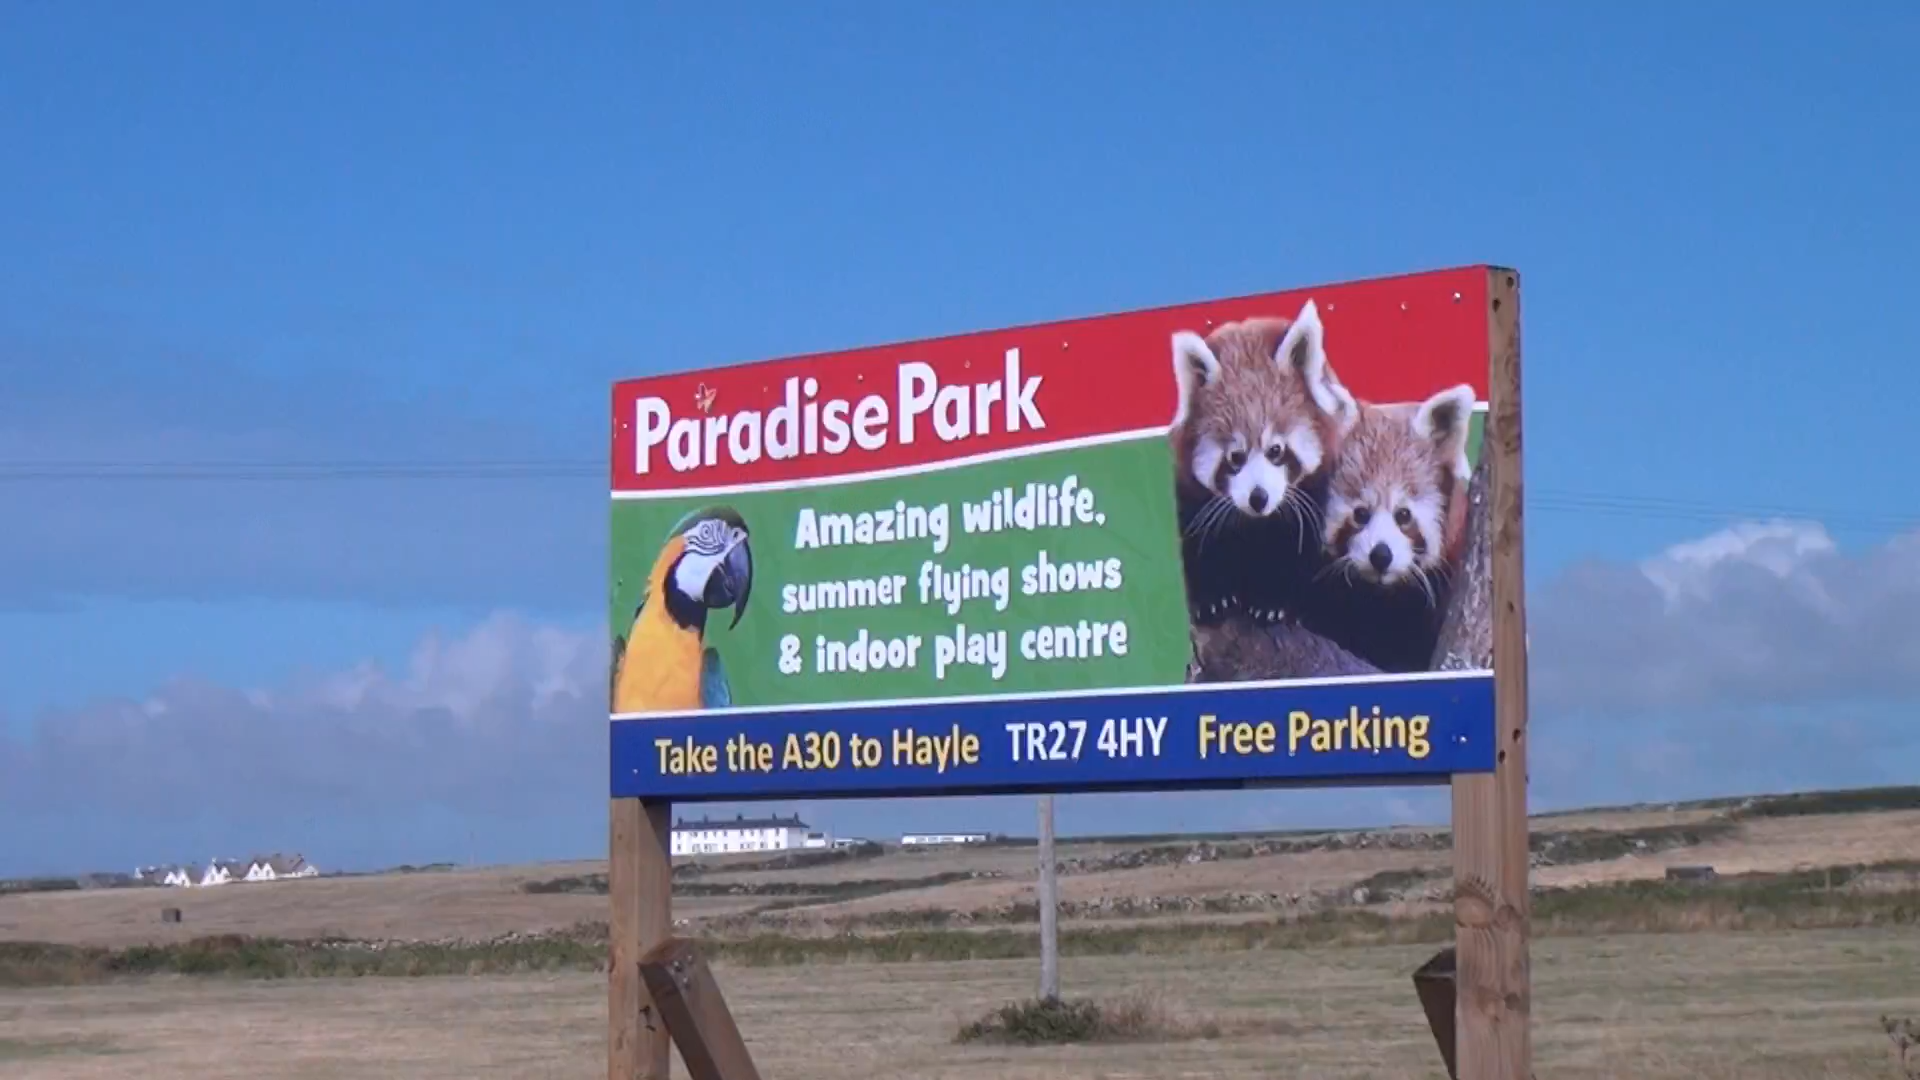 Paradise Park
Amazing wildlife,
summer flying shows
& indoor play centre
Take the A30 to Hayle TR27 4HY Free Parking